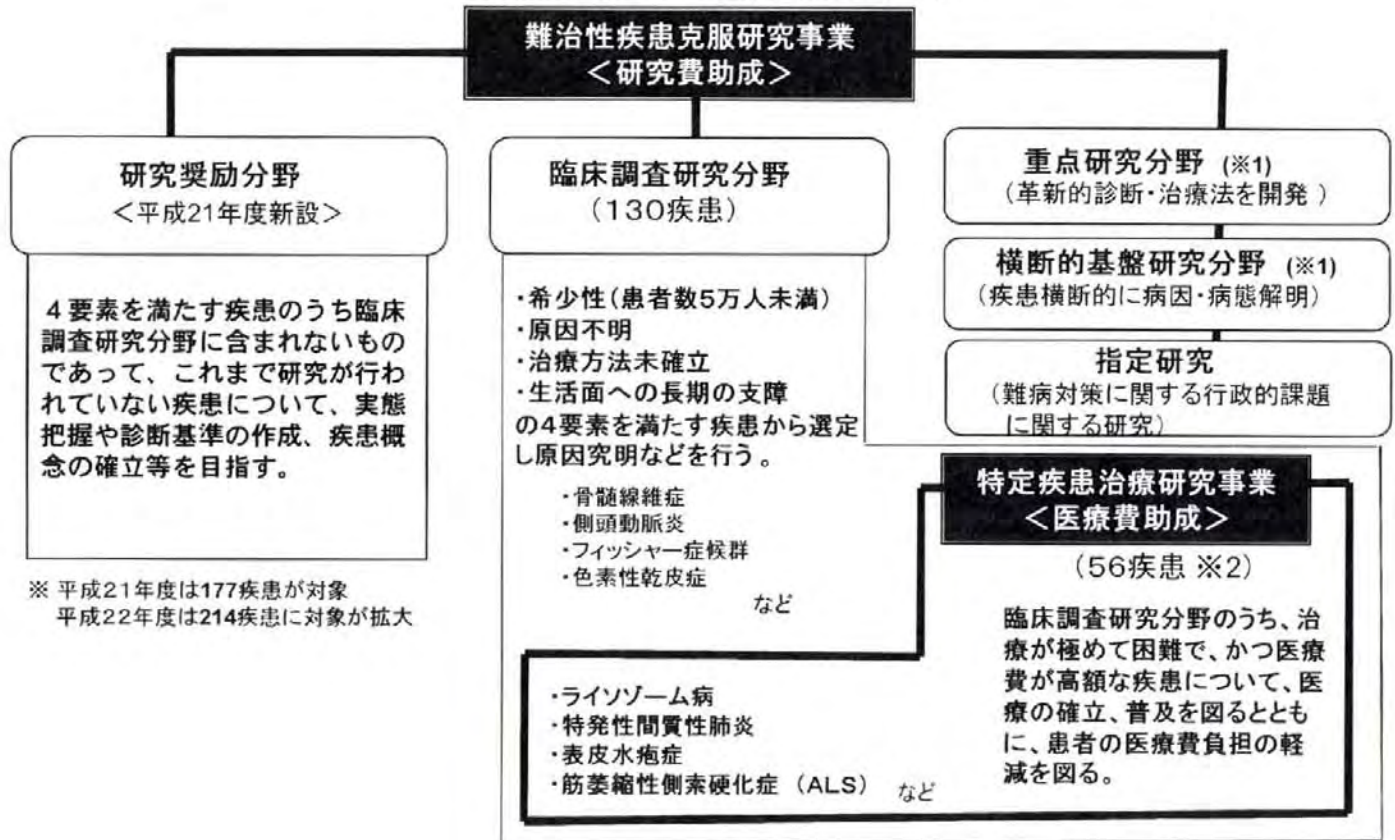 難治性疾患克服研究事業
＜研究費助成＞
研究奨励分野
＜平成21年度新設＞
４要素を満たす疾患のうち臨床
調査研究分野に含まれないもの
であって、これまで研究が行わ
れていない疾患について、実態
把握や診断基準の作成、疾患概
念の確立等を目指す。
※ 平成21年度は177疾患が対象
平成22年度は214疾患に対象が拡大
臨床調査研究分野
（130疾患）
・希少性（患者数5万人未満）
・原因不明
・治療方法未確立
・生活面への長期の支障
の4要素を満たす疾患から選定
し原因究明などを行う。
・骨髄線維症
・側頭動脈炎
・フィッシャー症候群
・色素性乾皮症
など
重点研究分野 (※1)
（革新的診断・治療法を開発 ）
横断的基盤研究分野 (※1)
（疾患横断的に病因・病態解明）
指定研究
（難病対策に関する行政的課題
に関する研究）
特定疾患治療研究事業
＜医療費助成＞
（56疾患 ※2）
臨床調査研究分野のうち、治
療が極めて困難で、かつ医療
費が高額な疾患について、医
療の確立、普及を図るととも
に、患者の医療費負担の軽
減を図る。
・ライソゾーム病
・特発性間質性肺炎
・表皮水疱症
・筋萎縮性側索硬化症（ALS） など